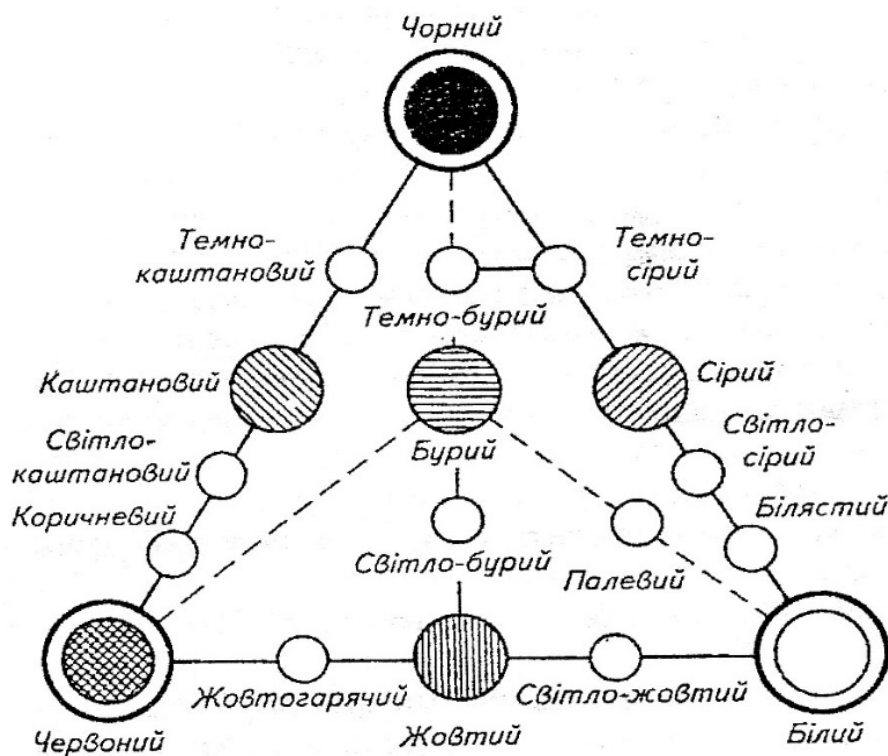 Чорний
Темно-
каштановий
Темно-
сірий
Темно-бурий
Каштановий
Сірий
Бурий
Світло-
каштановий
Світло-
сірий
Коричневий
Білястий
Світло-бурий
Палевий
Жовтогарячий
Світло-жовтий
Червоний
Жовтий
Білий